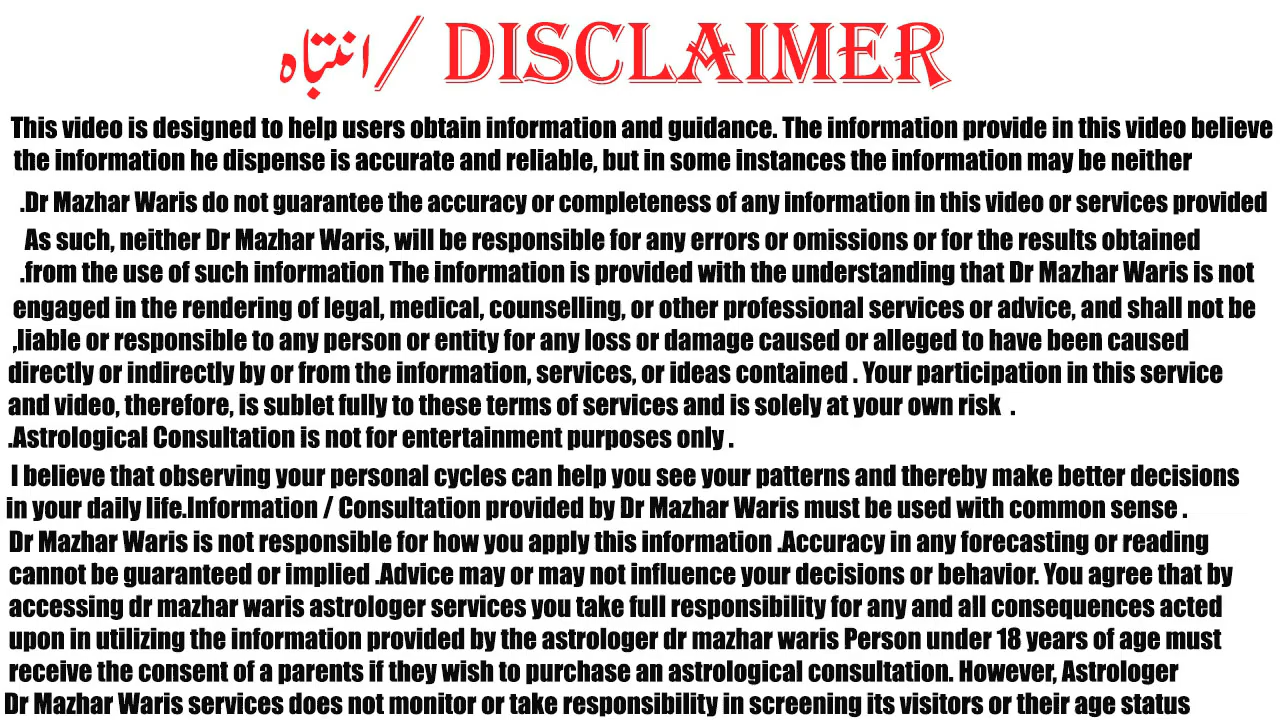 DISCLAIMER / انتباہ
This video is designed to help users obtain information and guidance. The information provide in this video believe
the information he dispense is accurate and reliable, but in some instances the information may be neither
.Dr Mazhar Waris do not guarantee the accuracy or completeness of any information in this video or services provided
As such, neither Dr Mazhar Waris, will be responsible for any errors or omissions or for the results obtained
.from the use of such information The information is provided with the understanding that Dr Mazhar Waris is not
engaged in the rendering of legal, medical, counselling, or other professional services or advice, and shall not be
,liable or responsible to any person or entity for any loss or damage caused or alleged to have been caused
directly or indirectly by or from the information, services, or ideas contained . Your participation in this service
and video, therefore, is sublet fully to these terms of services and is solely at your own risk .
.Astrological Consultation is not for entertainment purposes only .
I believe that observing your personal cycles can help you see your patterns and thereby make better decisions
in your daily life.Information / Consultation provided by Dr Mazhar Waris must be used with common sense .
Dr Mazhar Waris is not responsible for how you apply this information .Accuracy in any forecasting or reading
cannot be guaranteed or implied .Advice may or may not influence your decisions or behavior. You agree that by
accessing dr mazhar waris astrologer services you take full responsibility for any and all consequences acted
upon in utilizing the information provided by the astrologer dr mazhar waris Person under 18 years of age must
receive the consent of a parents if they wish to purchase an astrological consultation. However, Astrologer
Dr Mazhar Waris services does not monitor or take responsibility in screening its visitors or their age status